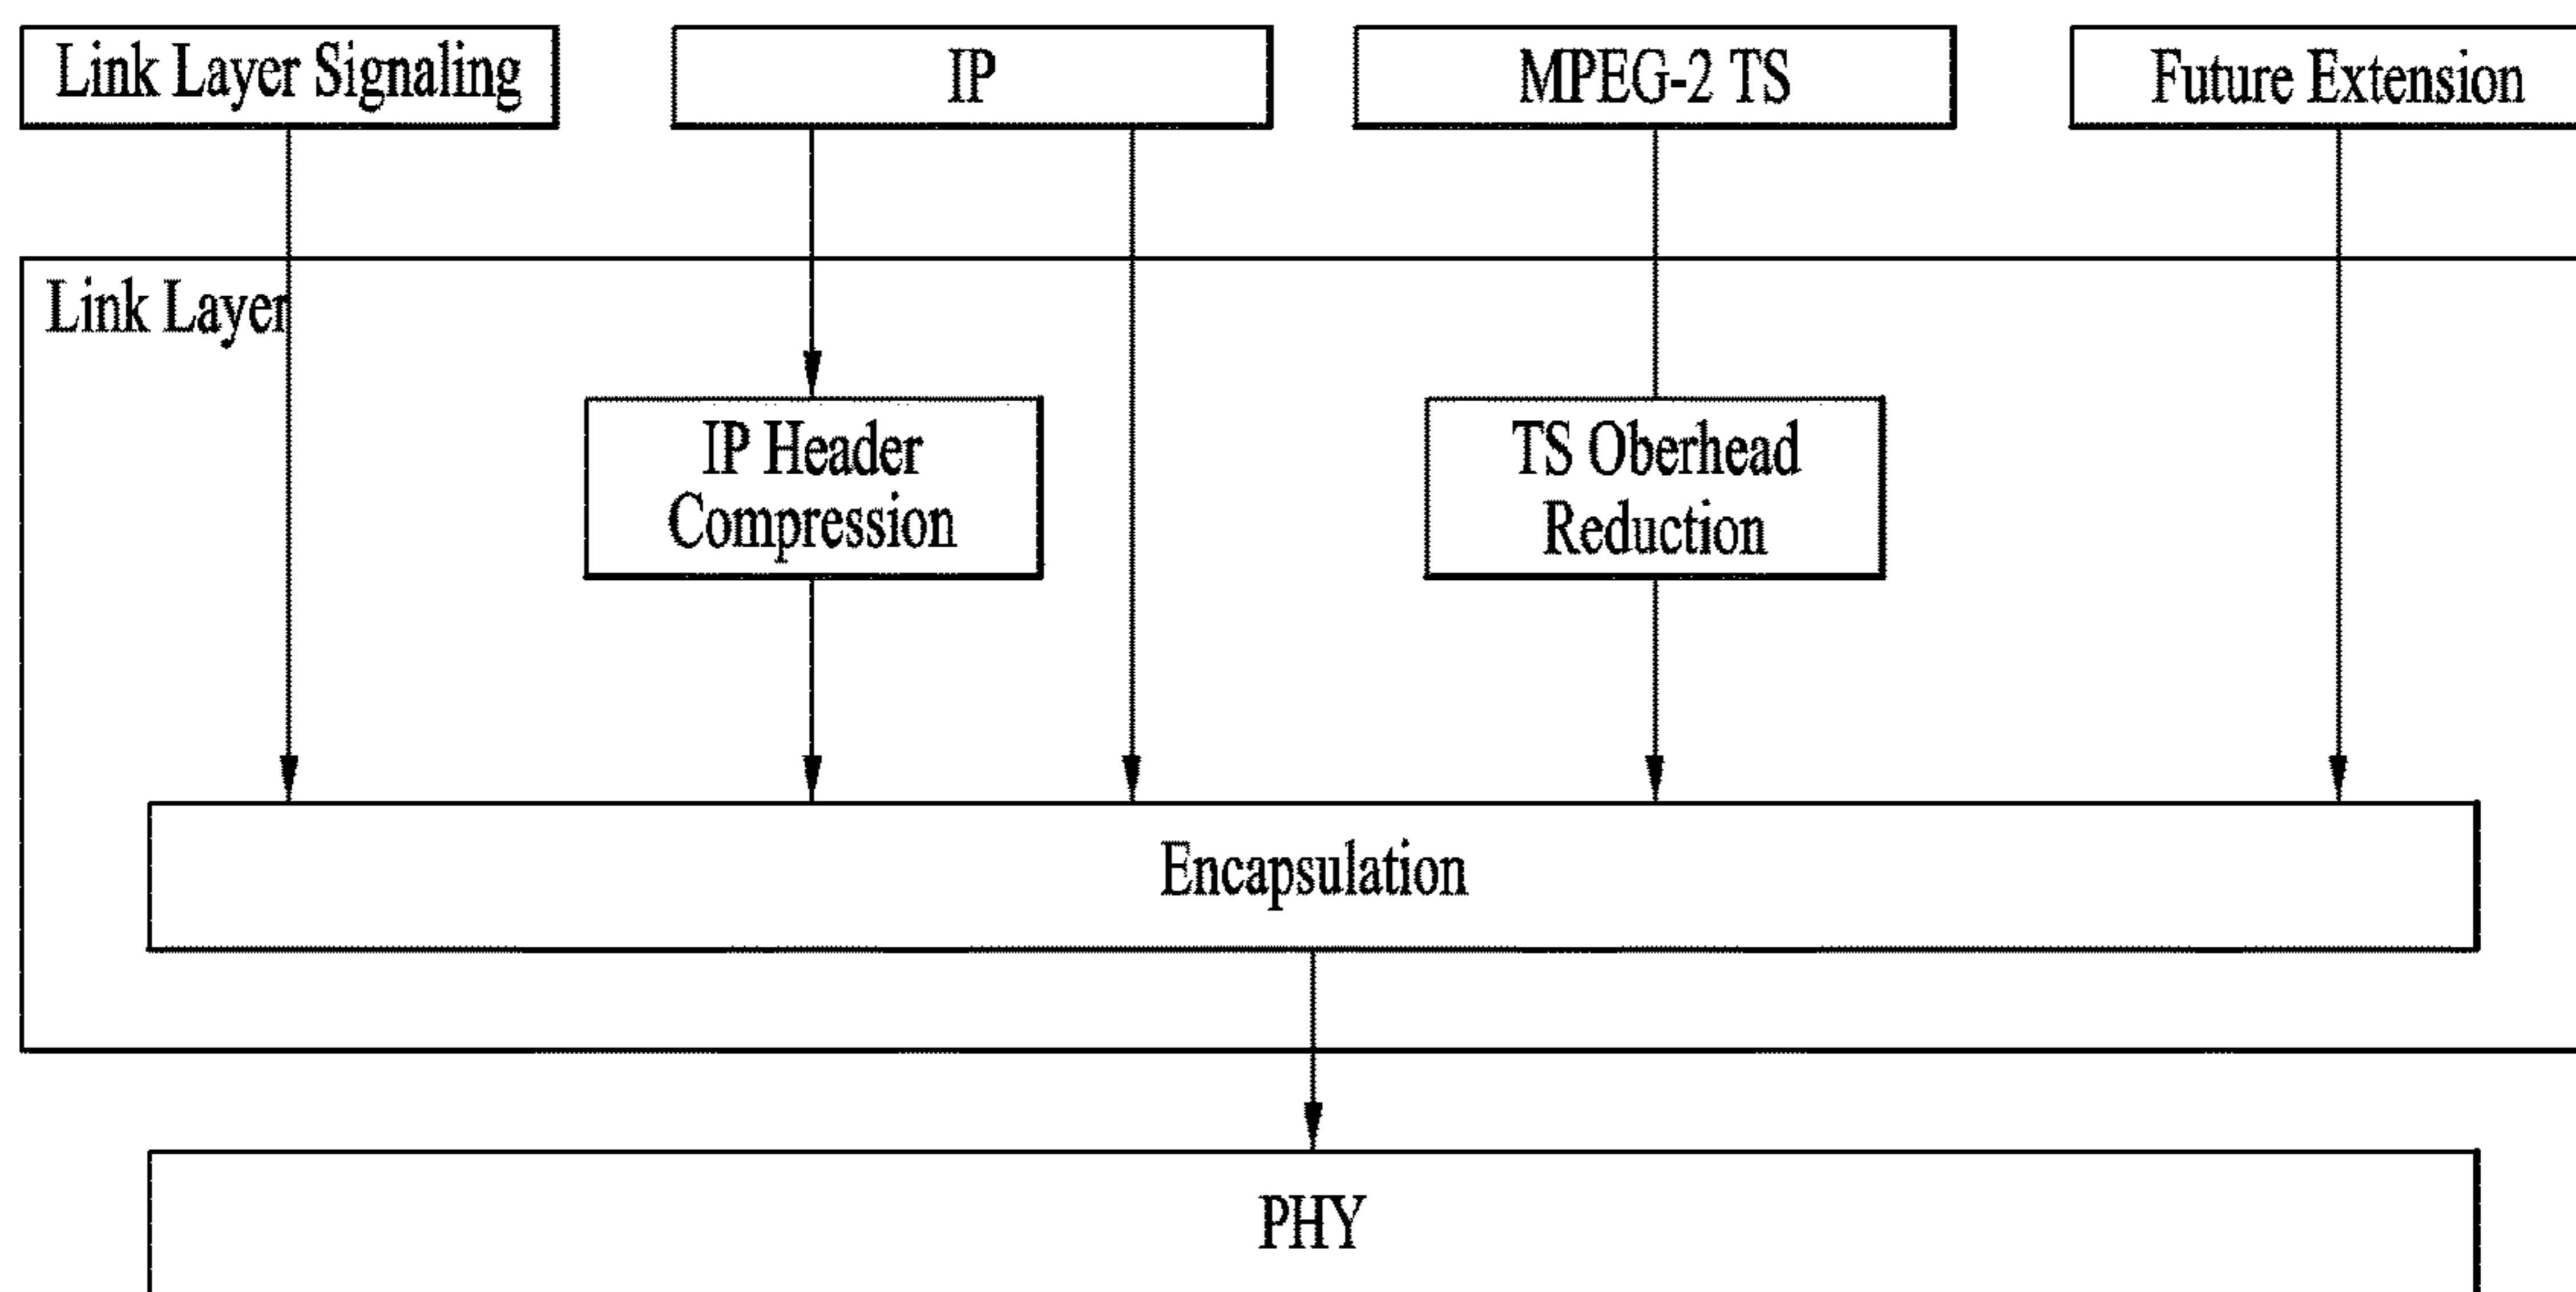 Link Layer Signaling
IP
MPEG-2 TS
Future Extension
Link Layer
IP Header
Compression
TS Oberhead
Reduction
Encapsulation
PHY